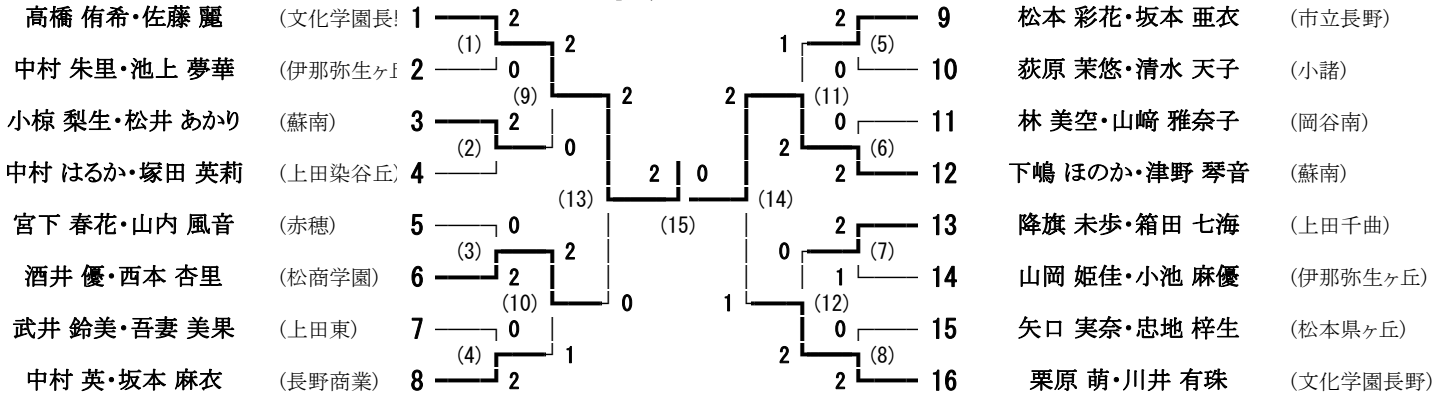 高橋 侑希・佐藤 麗 (文化学園長 1 2 2 9 松本 彩花・坂本 亜衣 (市立長野)
(1) 2 1 (5)
中村 朱里・池上 夢華 (伊那弥生ヶ 2 0 0 10 荻原 茉悠・清水 天子 (小諸)
(9) 2 2 (11)
小椋 梨生・松井 あかり (蘇南) 3 2 0 11 林 美空・山﨑 雅奈子 (岡谷南)
(2) 0 2 (6)
中村 はるか・塚田 英莉 (上田染谷丘) 4 2 0 2 12 下嶋 ほのか・津野 琴音 (蘇南)
(13) (14)
宮下 春花・山内 風音 (赤穂) 5 0 (15) 2 13 降旗 未歩・箱田 七海 (上田千曲)
(3) 2 0 (7)
酒井 優・西本 杏里 (松商学園) 6 2 1 14 山岡 姫佳・小池 麻優 (伊那弥生ヶ丘)
(10) 0 1 (12)
武井 鈴美・吾妻 美果 (上田東) 7 0 0 15 矢口 実奈・忠地 梓生 (松本県ヶ丘)
(4) 1 2 (8)
中村 英・坂本 麻衣 (長野商業) 8 2 2 16 栗原 萌・川井 有珠 (文化学園長野)